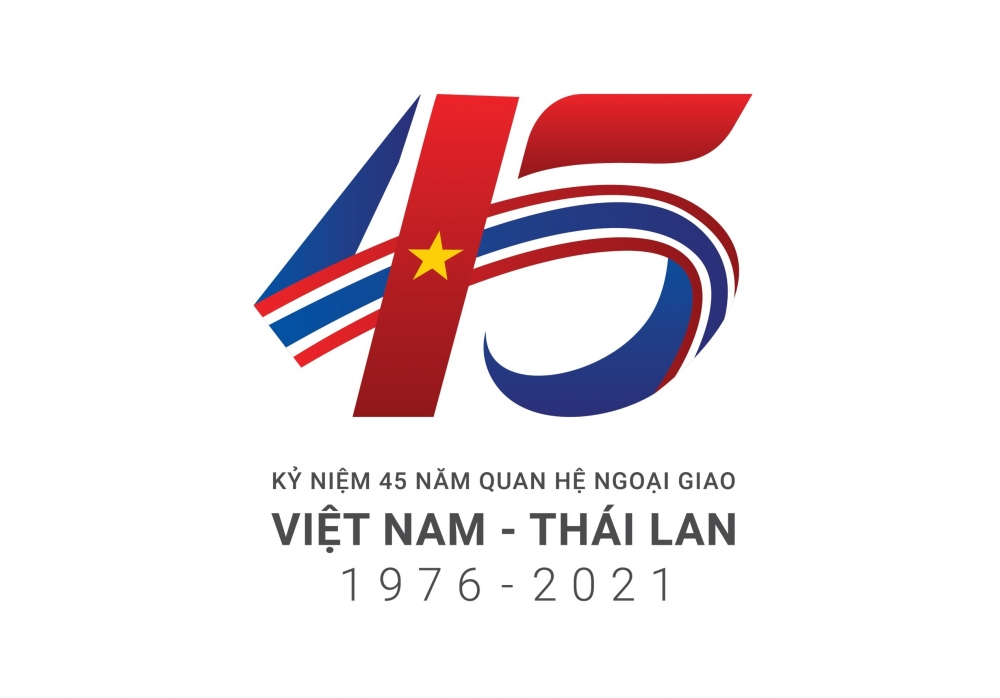 45
KỶ NIỆM 45 NĂM QUAN HỆ NGOẠI GIAO
VIỆT NAM - THÁI LAN
1976 - 2021